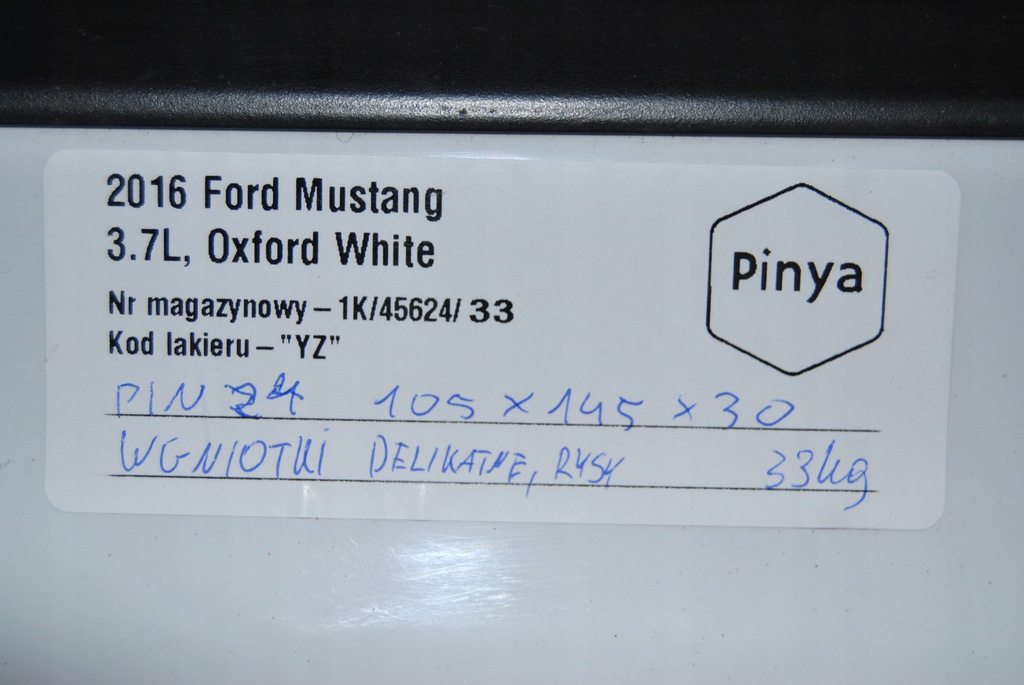 2016 Ford Mustang
3.7L, Oxford White
Pinya
Nr magazynowy – 1K/45624/ 33
Kod lakieru – "YZ"
PIN 24 105 x 145 x 30
WGNIOTKI DELIKATNE, RYSY 33kg